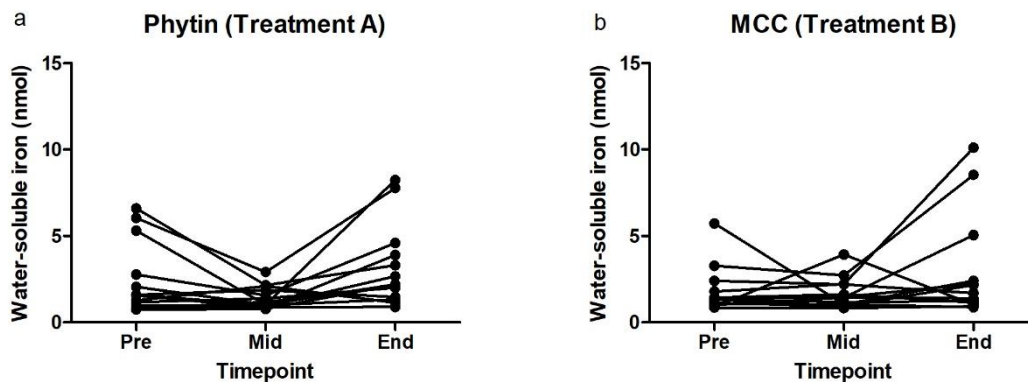 a
Phytin (Treatment A)
Water-soluble iron (nmol)
15
10
5
0
Pre Mid End
Timepoint
b
MCC (Treatment B)
Water-soluble iron (nmol)
15
10
5
0
Pre Mid End
Timepoint